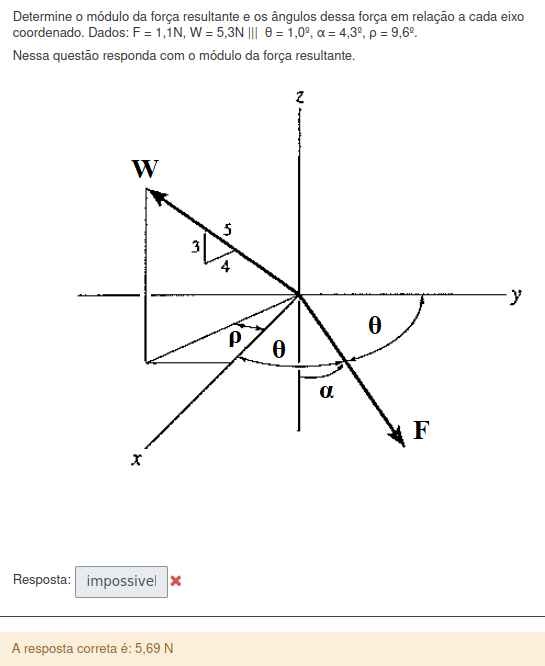 Determine o módulo da força resultante e os ângulos dessa força em relação a cada eixo
coordenado. Dados: F = 1,1N, W = 5,3N ||| θ = 1,0º, α = 4,3º, ρ = 9,6º.
Nessa questão responda com o módulo da força resultante.
z
W
5
3
4
y
θ
ρ
θ
α
F
x
Resposta: impossivel
A resposta correta é: 5,69 N